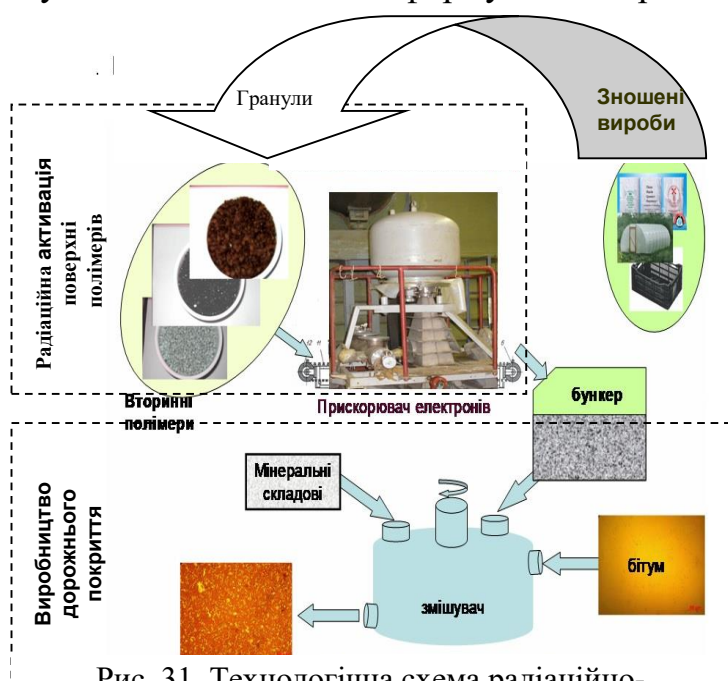 Гранули
Зношені
вироби
Радіаційна активація
поверхні
полімерів
Вторинні
полімери
Прискорювач електронів
бункер
Мінеральні
складові
Виробництво
дорожнього
покриття
змішувач
бітум
Рис. 31. Технологічна схема радіаційно-